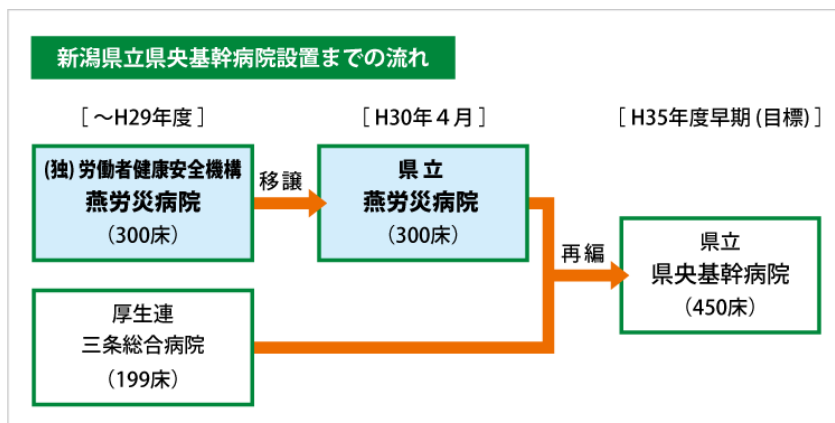 新潟県立県央基幹病院設置までの流れ
[ ～H29年度 ]
[ H30年４月 ]
[ H35年度早期 (目標) ]
(独) 労働者健康安全機構
燕労災病院
（300床）
移譲
県 立
燕労災病院
（300床）
再編
県立
県央基幹病院
（450床）
厚生連
三条総合病院
（199床）